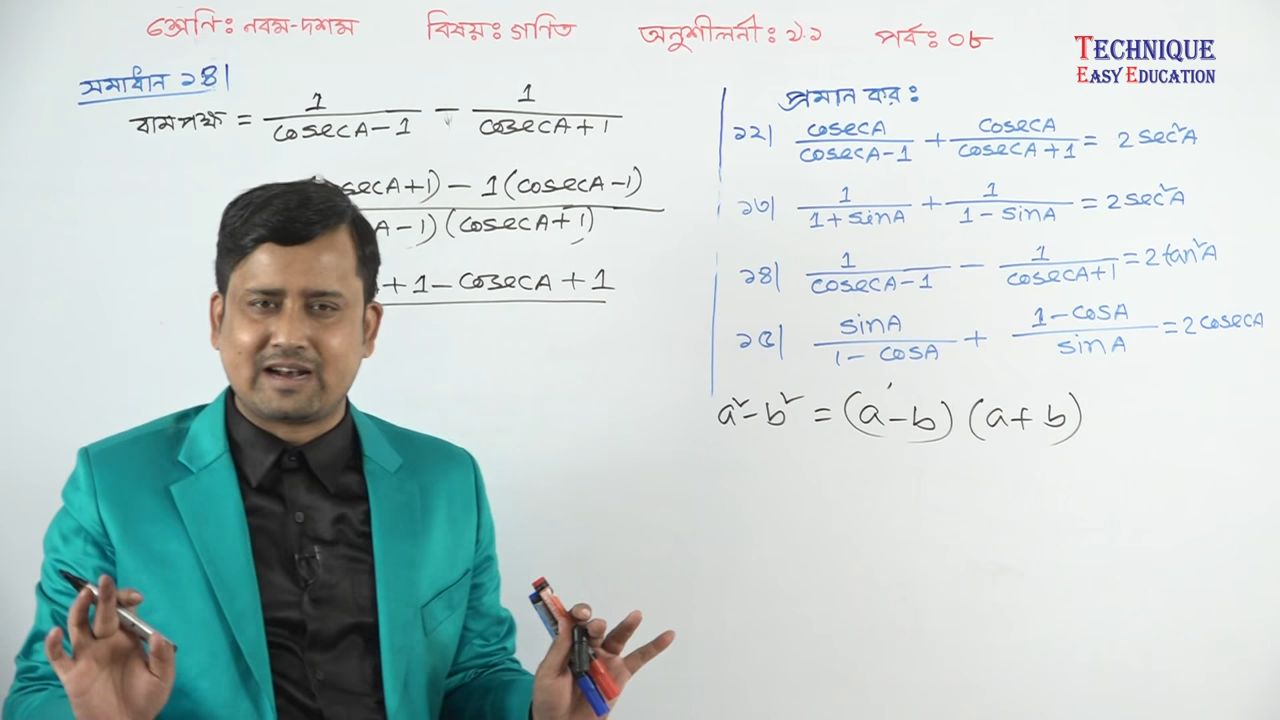 শ্রেণিঃ নবম-দশম বিষয়ঃ গণিত অনুশীলনীঃ ৯.১ পর্বঃ ০৮
TECHNIQUE
EASY EDUCATION
সমাধান ১৪|
বামপক্ষ = 1/(cosecA-1) - 1/(cosecA+1)
secA+1) - 1(cosecA-1)
A-1)(cosecA+1)
+1-cosecA+1
প্রমান করঃ
১২| cosecA/(cosecA-1) + cosecA/(cosecA+1) = 2sec²A
১৩| 1/(1+sinA) + 1/(1-sinA) = 2sec²A
১৪| 1/(cosecA-1) - 1/(cosecA+1) = 2tan²A
১৫| sinA/(1-cosA) + (1-cosA)/sinA = 2cosecA
a²-b² = (a-b)(a+b)